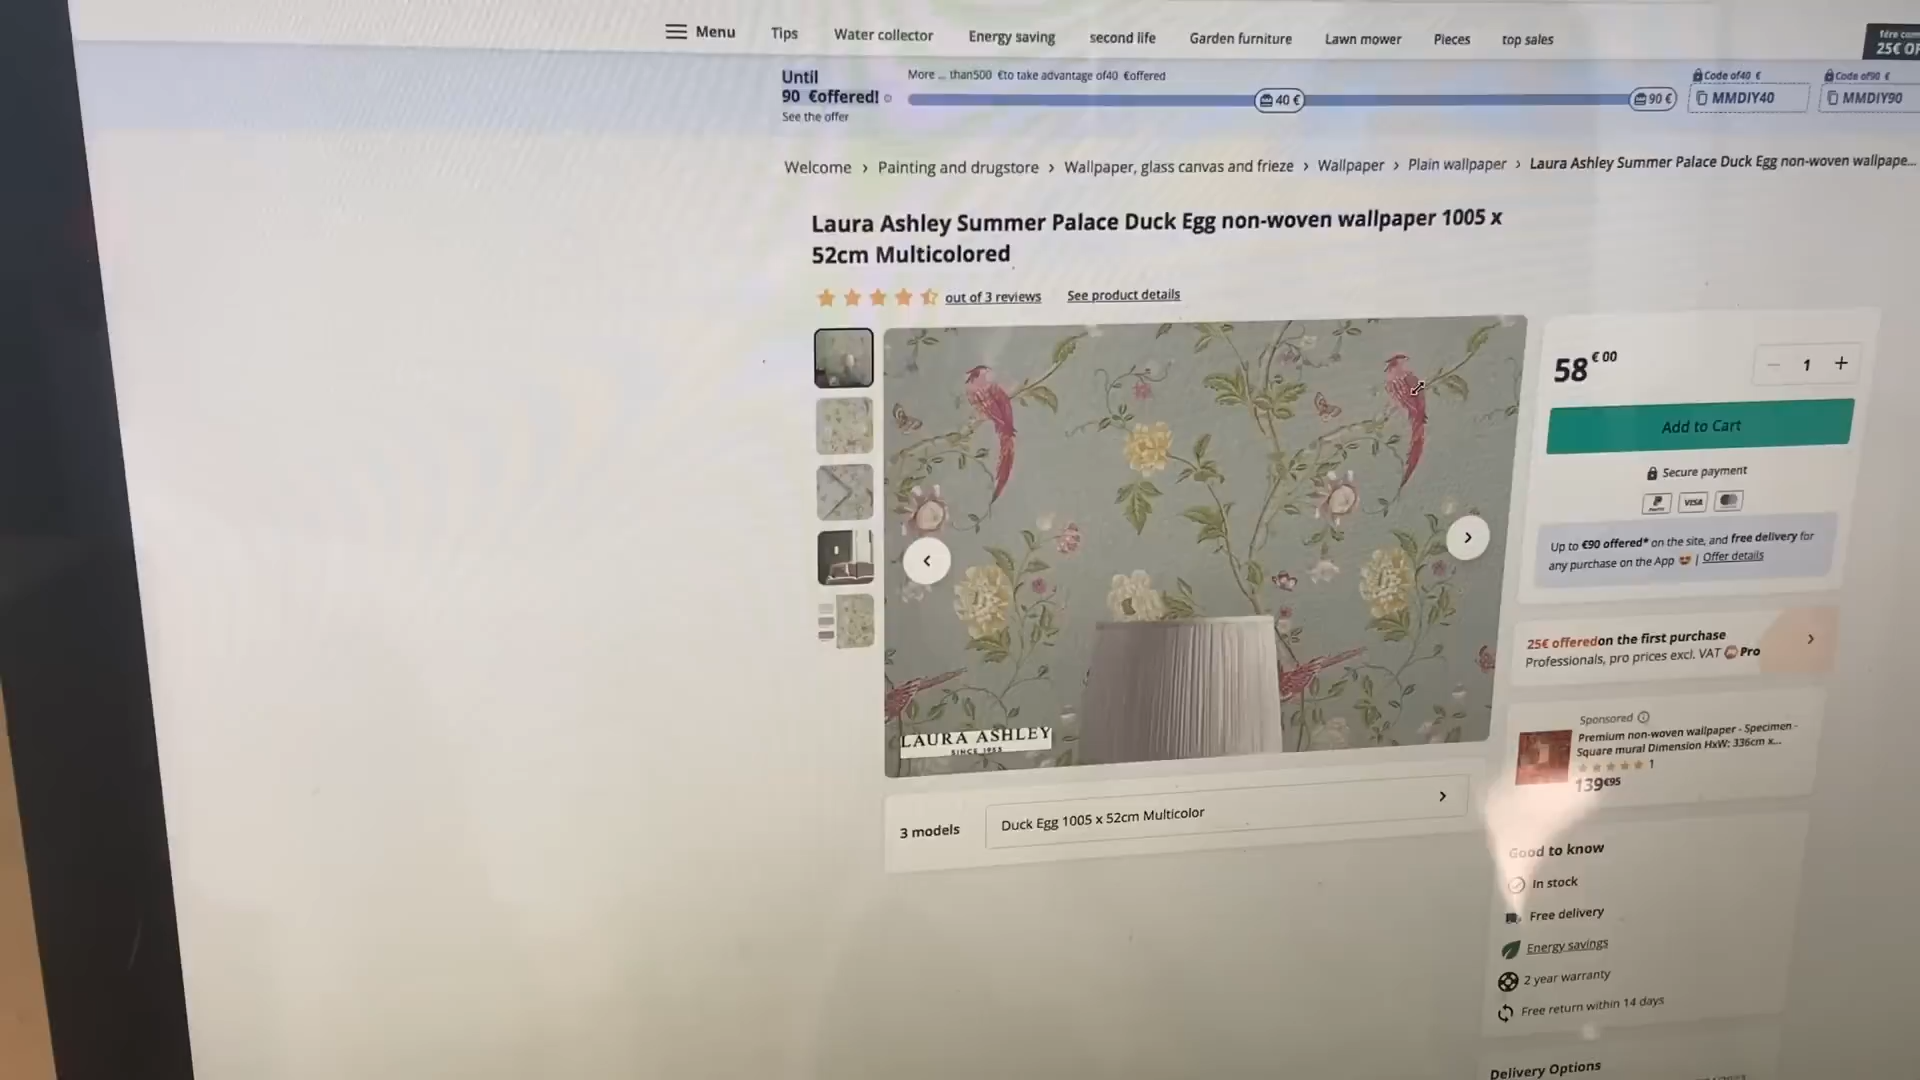 Menu Tips Water collector Energy saving second life Garden furniture Lawn mower Pieces top sales
25€
Until
90 €offered!
See the offer
More ... than500 €to take advantage of40 €offered
40 €
90 €
Code of40 €
MMDIY40
Code of90 €
MMDIY90
Welcome > Painting and drugstore > Wallpaper, glass canvas and frieze > Wallpaper > Plain wallpaper > Laura Ashley Summer Palace Duck Egg non-woven wallpape...
Laura Ashley Summer Palace Duck Egg non-woven wallpaper 1005 x
52cm Multicolored
out of 3 reviews See product details
58 € 00
1
Add to Cart
Secure payment
VISA
Up to €90 offered* on the site, and free delivery for
any purchase on the App | Offer details
25€ offeredon the first purchase
Professionals, pro prices excl. VAT Pro
Sponsored
Premium non-woven wallpaper - Specimen -
Square mural Dimension HxW: 336cm x...
1
139€95
LAURA ASHLEY
SINCE 1953
3 models
Duck Egg 1005 x 52cm Multicolor
Good to know
In stock
Free delivery
Energy savings
2 year warranty
Free return within 14 days
Delivery Options